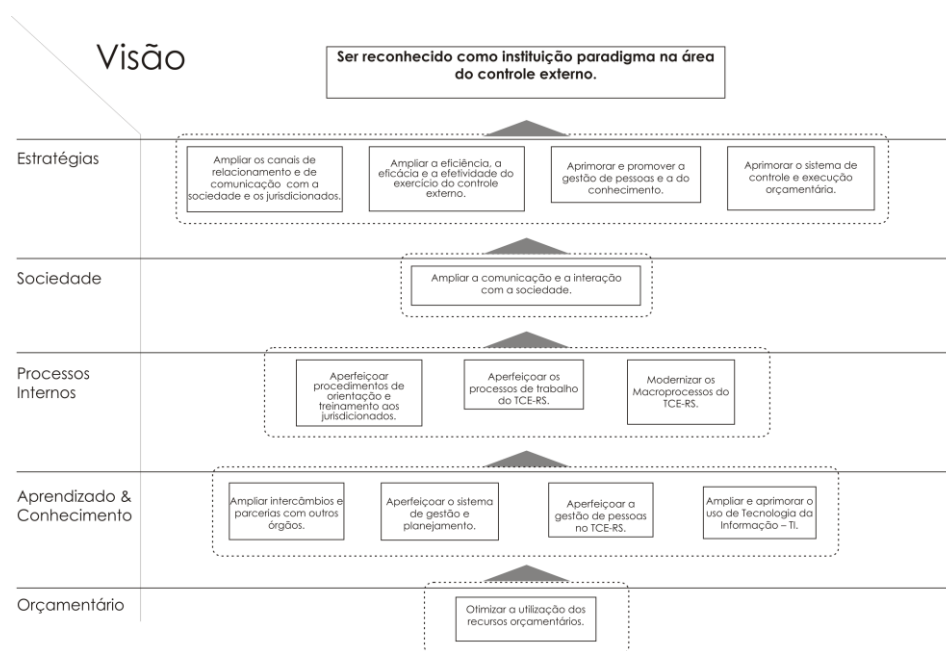 Visão
Ser reconhecido como instituição paradigma na área
do controle externo.
Estratégias
Ampliar os canais de
relacionamento e de
comunicação com a
sociedade e os jurisdicionados.
Ampliar a eficiência, a
eficácia e a efetividade do
exercício do controle
externo.
Aprimorar e promover a
gestão de pessoas e a do
conhecimento.
Aprimorar o sistema de
controle e execução
orçamentária.
Sociedade
Ampliar a comunicação e a interação
com a sociedade.
Processos
Internos
Aperfeiçoar
procedimentos de
orientação e
treinamento aos
jurisdicionados.
Aperfeiçoar os
processos de trabalho
do TCE-RS.
Modernizar os
Macroprocessos do
TCE-RS.
Aprendizado &
Conhecimento
Ampliar intercâmbios e
parcerias com outros
órgãos.
Aperfeiçoar o sistema
de gestão e
planejamento.
Aperfeiçoar a
gestão de pessoas
no TCE-RS.
Ampliar e aprimorar o
uso de Tecnologia da
Informação – TI.
Orçamentário
Otimizar a utilização dos
recursos orçamentários.